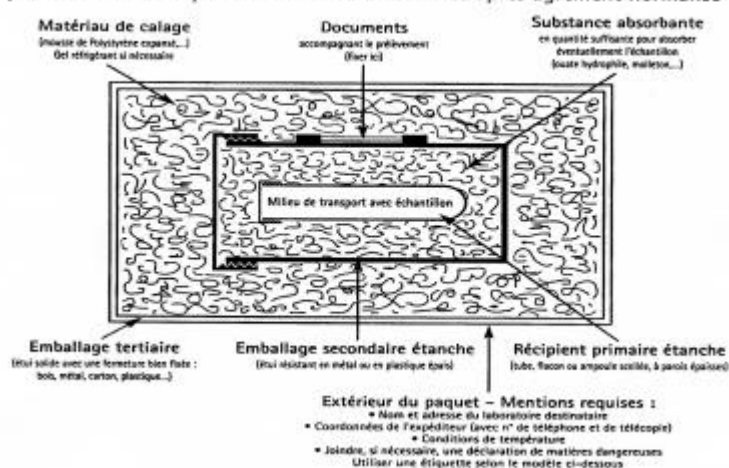 agrément normalisé
Matériau de calage
(mousse de Polystyrène expansé,...)
Gel réfrigérant si nécessaire
Documents
accompagnant le prélèvement
(fixer ici)
Substance absorbante
en quantité suffisante pour absorber
éventuellement l'échantillon
(ouate hydrophile, molleton,...)
Milieu de transport avec échantillon
Emballage tertiaire
(étui solide avec une fermeture bien fixée :
bois, métal, carton, plastique...)
Emballage secondaire étanche
(étui résistant en métal ou en plastique épais)
Récipient primaire étanche
(tube, flacon ou ampoule scellée, à parois épaisses)
Extérieur du paquet – Mentions requises :
• Nom et adresse du laboratoire destinataire
• Coordonnées de l'expéditeur (avec n° de téléphone et de télécopie)
• Conditions de température
• Joindre, si nécessaire, une déclaration de matières dangereuses
Utiliser une étiquette selon le modèle ci-dessous